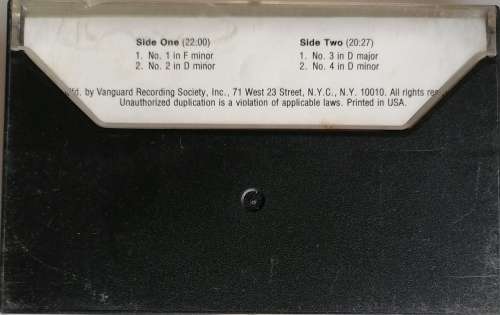 Side One (22:00)
1. No. 1 in F minor
2. No. 2 in D minor
Side Two (20:27)
1. No. 3 in D major
2. No. 4 in D minor
by Vanguard Recording Society, Inc., 71 West 23 Street, N.Y.C., N.Y. 10010. All rights
Unauthorized duplication is a violation of applicable laws. Printed in USA.